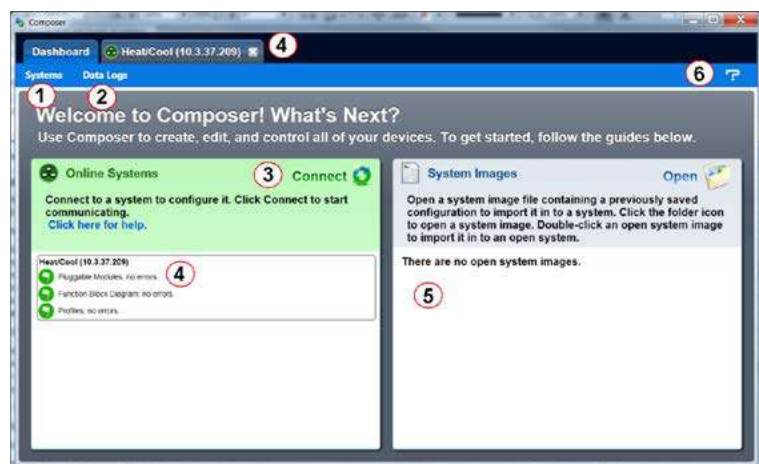 Composer
Dashboard Heat/Cool (10.3.37.209) 4
Systems Data Logs 6 ?
1 2
Welcome to Composer! What's Next?
Use Composer to create, edit, and control all of your devices. To get started, follow the guides below.
Online Systems 3 Connect
Connect to a system to configure it. Click Connect to start
communicating.
Click here for help.
Heat/Cool (10.3.37.209)
Pluggable Modules: no errors. 4
Function Block Diagram: no errors.
Profiles: no errors.
System Images Open
Open a system image file containing a previously saved
configuration to import it in to a system. Click the folder icon
to open a system image. Double-click an open system image
to import it in to an open system.
There are no open system images.
5